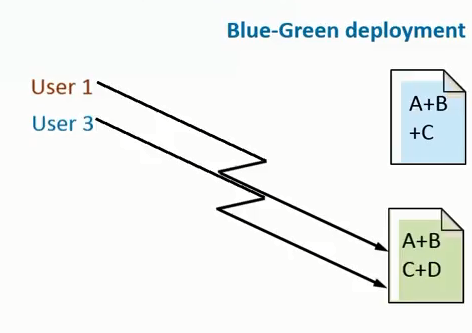 Blue-Green deployment
User 1
User 3
A+B
+C
A+B
C+D